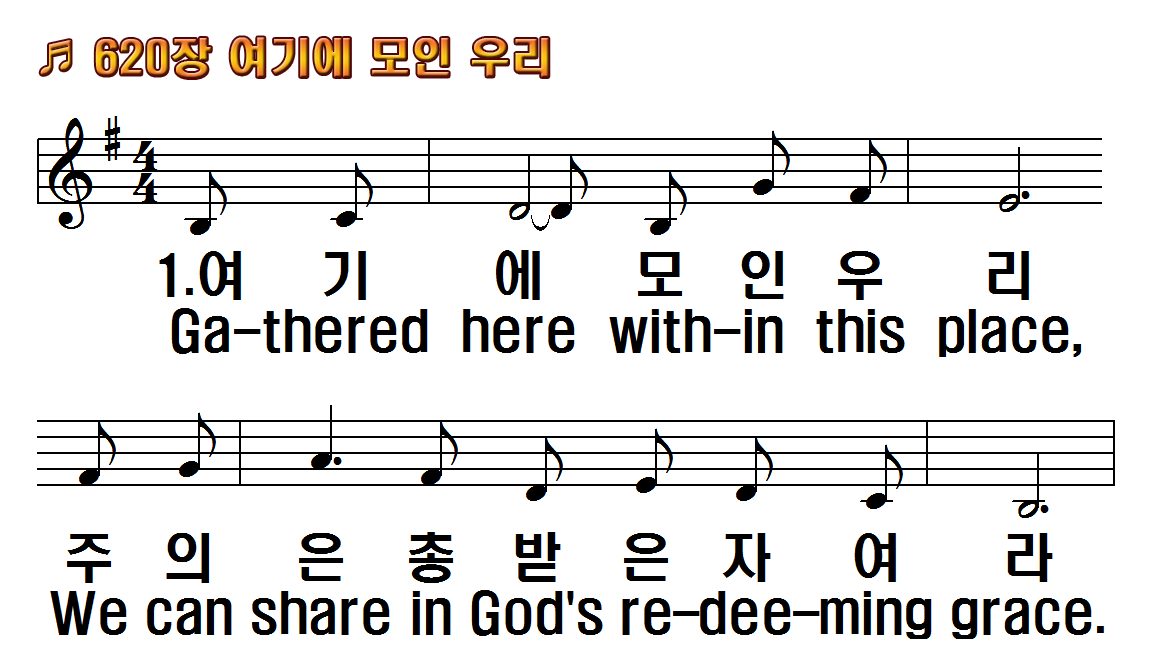 ♬ 620장 여기에 모인 우리
1.여 기 에 모 인 우 리
Ga-thered here with-in this place,
주 의 은 총 받 은 자 여 라
We can share in God's re-dee-ming grace.